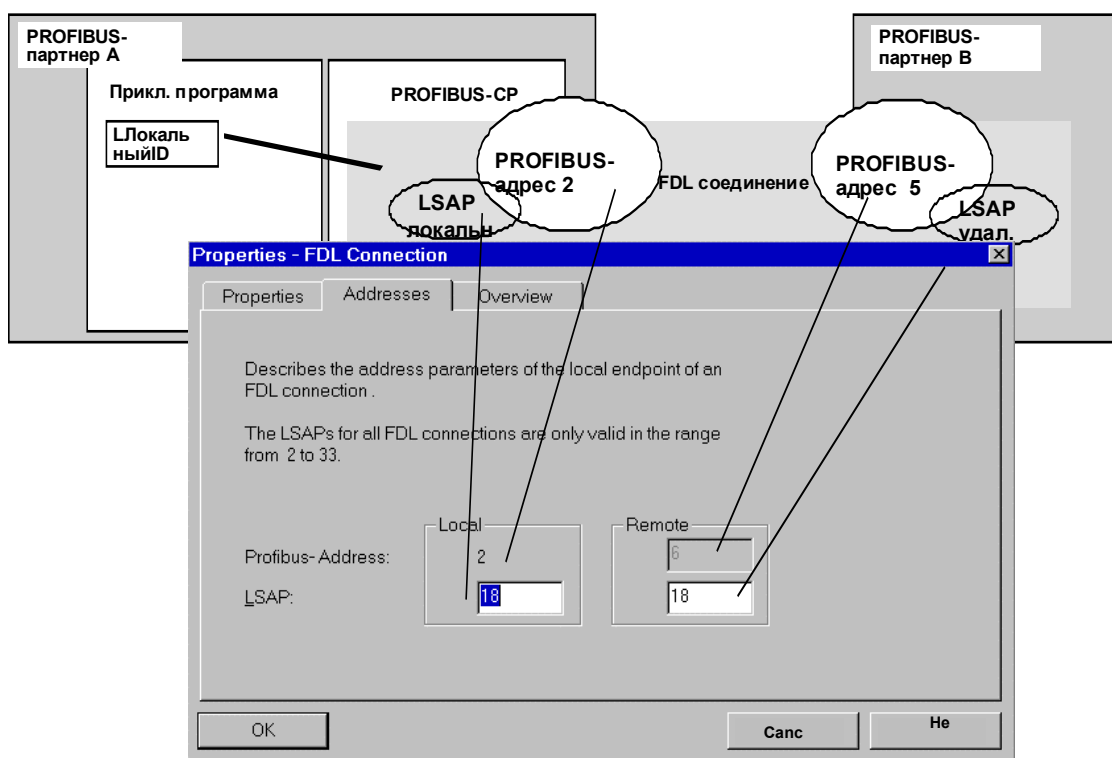 PROFIBUS-
партнер A
PROFIBUS-
партнер B
Прикл. программа
PROFIBUS-CP
LЛокаль
ныйID
PROFIBUS-
адрес 2
FDL соединение
PROFIBUS-
адрес 5
LSAP
локальн
LSAP
удал.
Properties - FDL Connection
Properties
Addresses
Overview
Describes the address parameters of the local endpoint of an
FDL connection .
The LSAPs for all FDL connections are only valid in the range
from 2 to 33.
Local
Remote
Profibus-Address:
2
6
LSAP:
18
18
OK
Canc
He